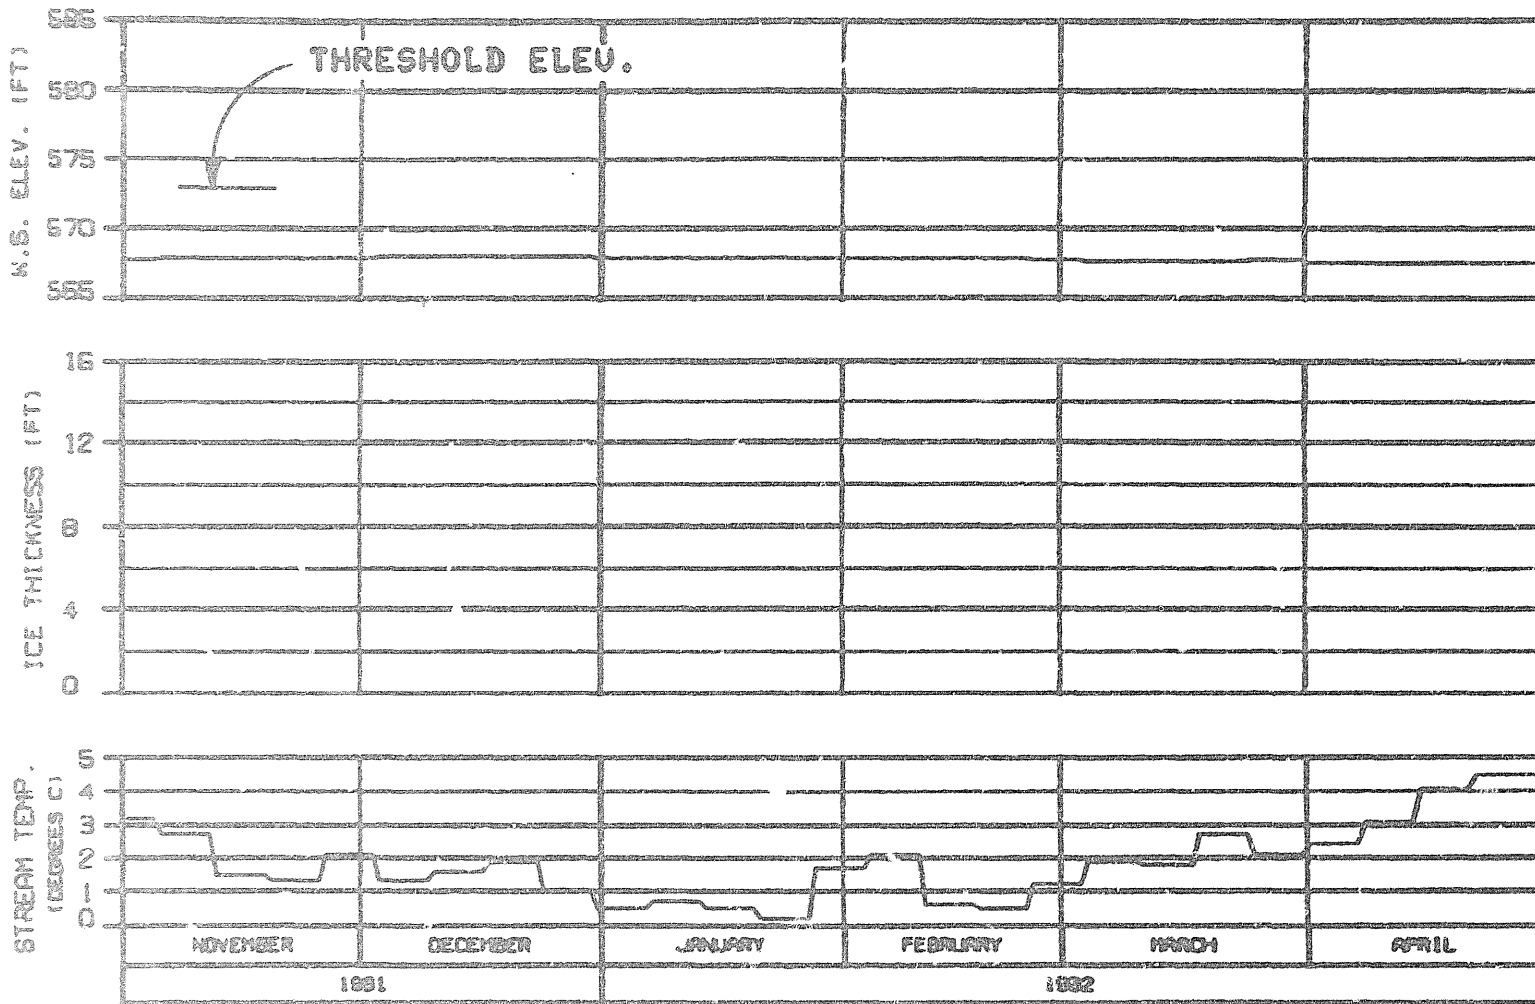 THRESHOLD ELEV.
W.S. ELEV. (FT)
585
580
575
570
565
ICE THICKNESS (FT)
16
12
8
4
0
STREAM TEMP.
(DEGREES C)
5
4
3
2
1
0
NOVEMBER
DECEMBER
JANUARY
FEBRUARY
MARCH
APRIL
1981
1982